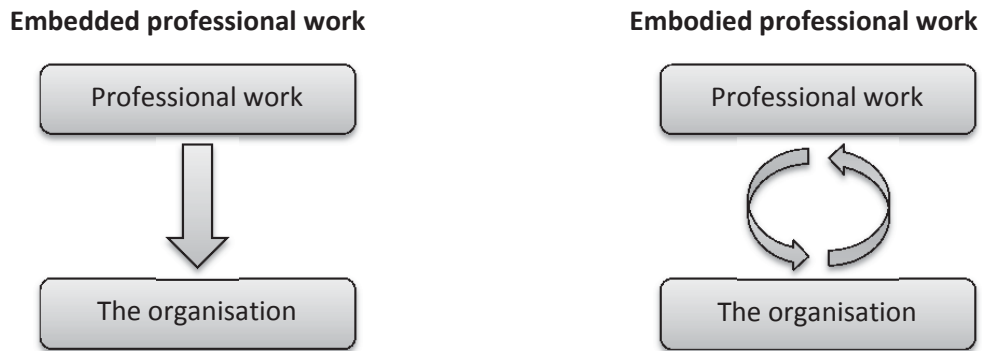 Embedded professional work
Embodied professional work
Professional work
Professional work
The organisation
The organisation